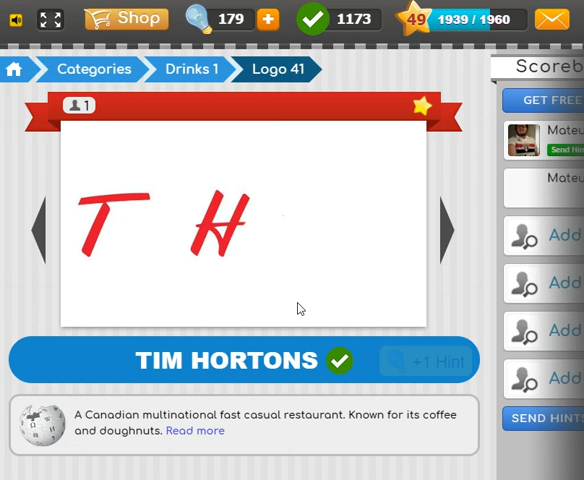 Shop 179 + 1173 49 1939 / 1960
Categories Drinks 1 Logo 41
Scoreb
1
GET FREE
Mateu
Send Hin
Mateu
T H
Add
Add
Add
Add
TIM HORTONS +1 Hint
SEND HINTS
A Canadian multinational fast casual restaurant. Known for its coffee
and doughnuts. Read more